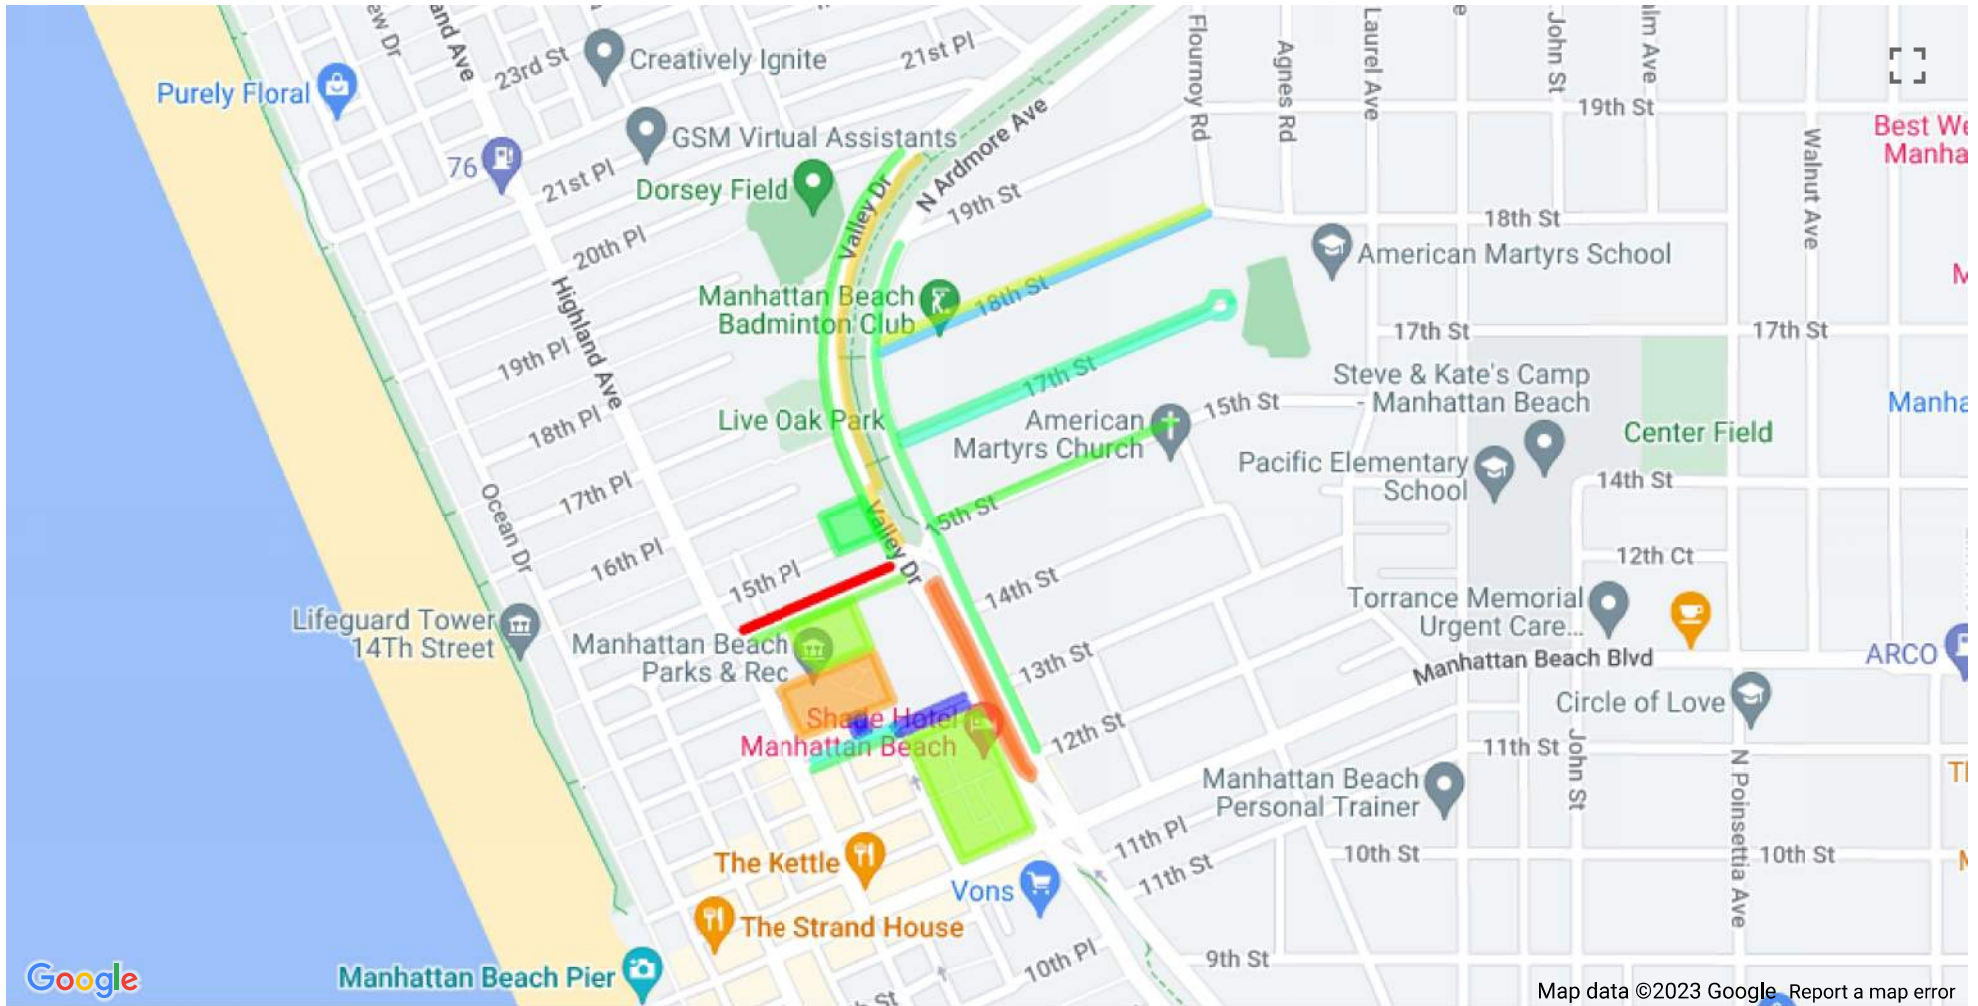 ew Dr
and Ave
23rd St
Creatively Ignite
21st Pl
Flournoy Rd
Agnes Rd
Laurel Ave
e
John St
lm Ave
Purely Floral
GSM Virtual Assistants
N Ardmore Ave
19th St
Walnut Ave
Best We
Manha
76
21st Pl
Dorsey Field
Valley Dr
19th St
18th St
20th Pl
American Martyrs School
M
Highland Ave
Manhattan Beach
Badminton Club
18th St
17th St
17th St
19th Pl
17th St
Steve & Kate's Camp
- Manhattan Beach
Manha
18th Pl
Live Oak Park
American
Martyrs Church
15th St
Center Field
Pacific Elementary
School
14th St
Ocean Dr
17th Pl
Valley Dr
15th St
16th Pl
12th Ct
15th Pl
14th St
Lifeguard Tower
14Th Street
Torrance Memorial
Urgent Care...
Manhattan Beach
Parks & Rec
13th St
Manhattan Beach Blvd
ARCO
Shade Hotel
Manhattan Beach
12th St
Circle of Love
11th St
John St
N Poinsettia Ave
Manhattan Beach
Personal Trainer
Th
11th Pl
10th St
10th St
M
The Kettle
Vons
11th St
The Strand House
10th Pl
9th St
Manhattan Beach Pier
St
Google
Map data ©2023 Google
Report a map error